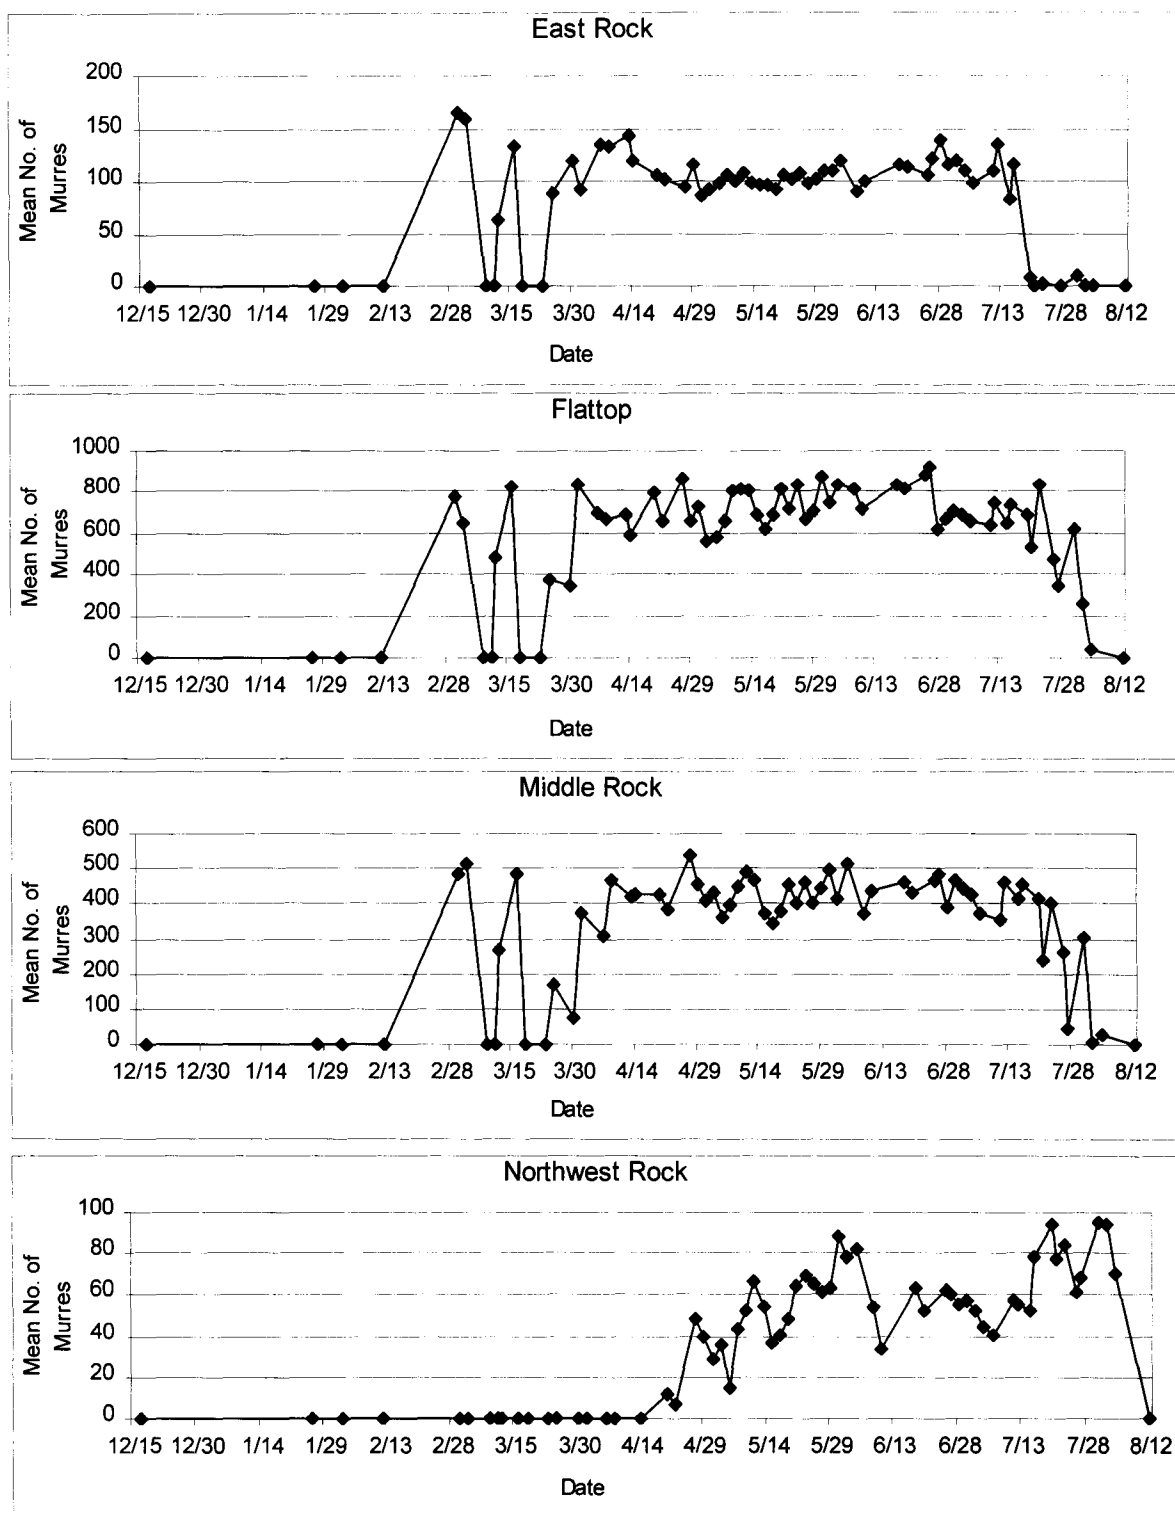 East Rock
Mean No. of
Murres
200
150
100
50
0
12/15 12/30 1/14 1/29 2/13 2/28 3/15 3/30 4/14 4/29 5/14 5/29 6/13 6/28 7/13 7/28 8/12
Date
Flattop
Mean No. of
Murres
1000
800
600
400
200
0
12/15 12/30 1/14 1/29 2/13 2/28 3/15 3/30 4/14 4/29 5/14 5/29 6/13 6/28 7/13 7/28 8/12
Date
Middle Rock
Mean No. of
Murres
600
500
400
300
200
100
0
12/15 12/30 1/14 1/29 2/13 2/28 3/15 3/30 4/14 4/29 5/14 5/29 6/13 6/28 7/13 7/28 8/12
Date
Northwest Rock
Mean No. of
Murres
100
80
60
40
20
0
12/15 12/30 1/14 1/29 2/13 2/28 3/15 3/30 4/14 4/29 5/14 5/29 6/13 6/28 7/13 7/28 8/12
Date